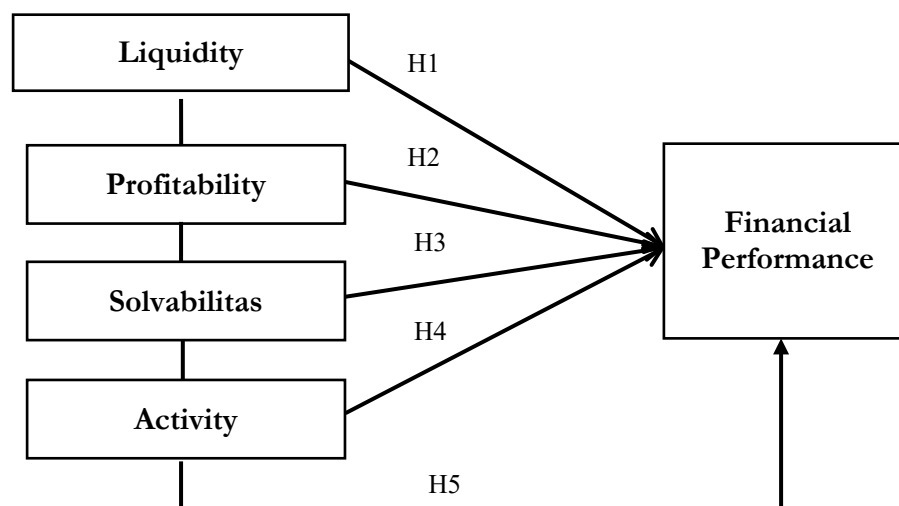 Liquidity
H1
H2
Profitability
Financial
Performance
H3
Solvabilitas
H4
Activity
H5